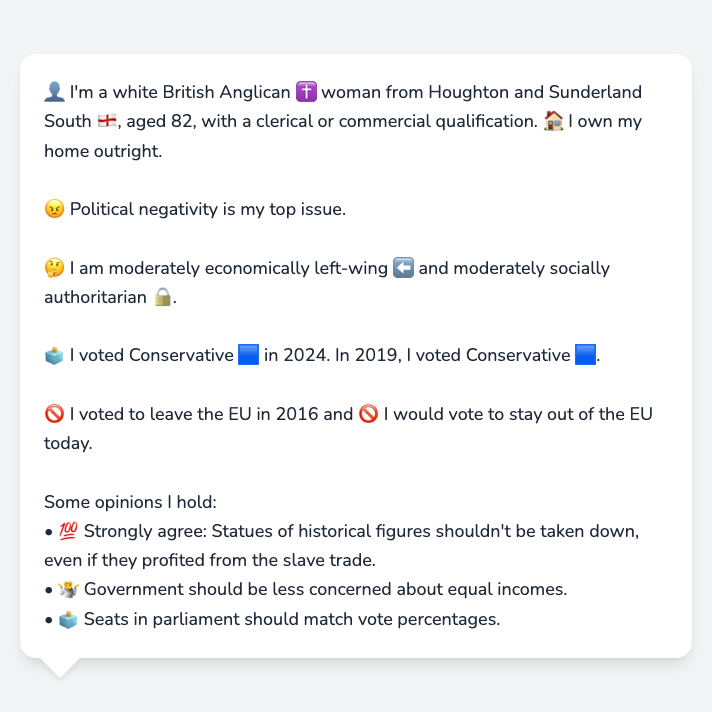 👤 I'm a white British Anglican ✝️ woman from Houghton and Sunderland
South 🏴󠁧󠁢󠁥󠁮󠁧󠁿, aged 82, with a clerical or commercial qualification. 🏠 I own my
home outright.
😠 Political negativity is my top issue.
🤔 I am moderately economically left-wing ⬅️ and moderately socially
authoritarian 🔒.
🗳️ I voted Conservative 🟦 in 2024. In 2019, I voted Conservative 🟦.
🚫 I voted to leave the EU in 2016 and 🚫 I would vote to stay out of the EU
today.
Some opinions I hold:
• 💯 Strongly agree: Statues of historical figures shouldn't be taken down,
even if they profited from the slave trade.
• 🤷 Government should be less concerned about equal incomes.
• 🗳️ Seats in parliament should match vote percentages.